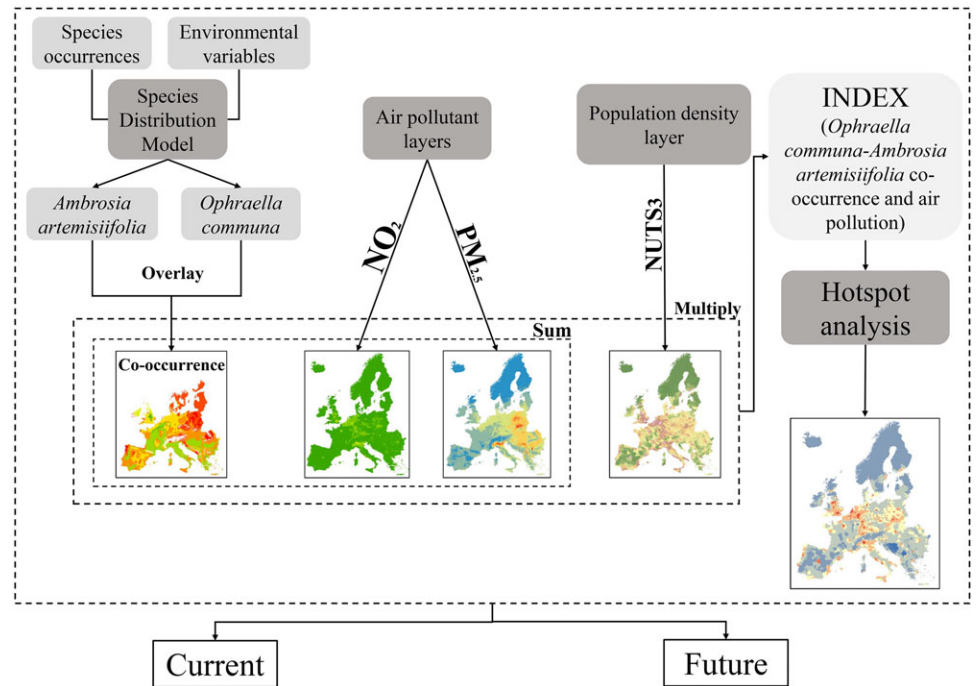 Species
occurrences
Environmental
variables
Species
Distribution
Model
Ambrosia
artemisiifolia
Ophraella
communa
Overlay
Air pollutant
layers
NO2
PM2.5
Population density
layer
NUTS3
Multiply
Sum
Co-occurrence
INDEX
(Ophraella
communa-Ambrosia
artemisiifolia co-
occurrence and air
pollution)
Hotspot
analysis
Current
Future